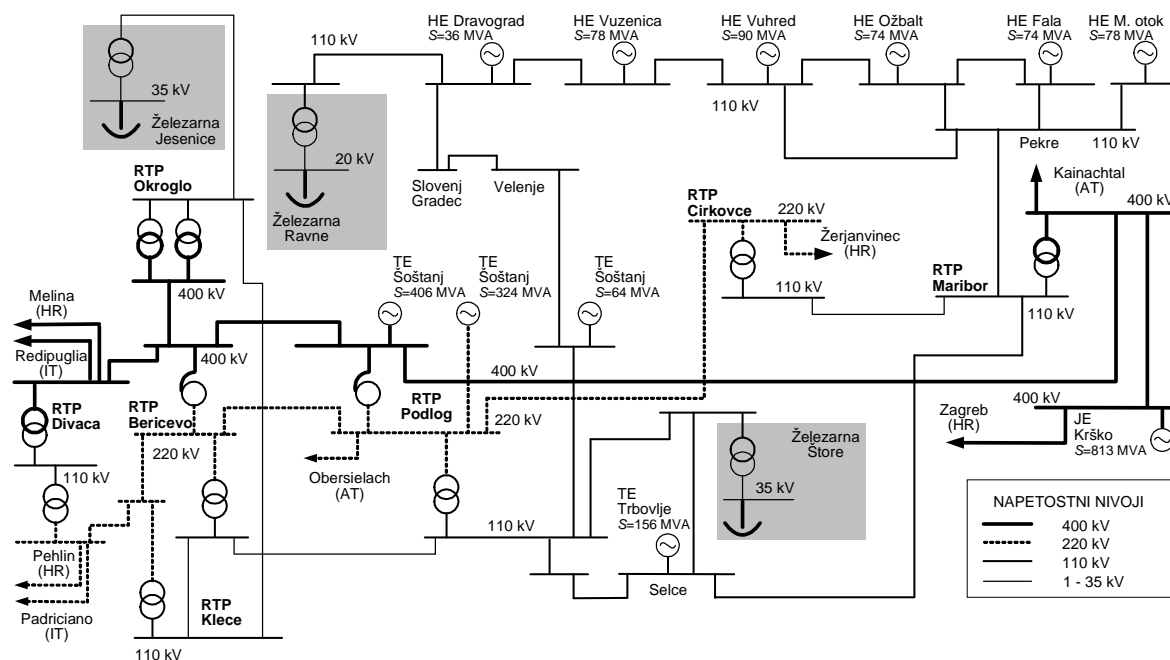 HE Dravograd
S=36 MVA
HE Vuzenica
S=78 MVA
HE Vuhred
S=90 MVA
HE Ožbalt
S=74 MVA
HE Fala
S=74 MVA
HE M. otok
S=78 MVA
110 kV
35 kV
Železarna
Jesenice
20 kV
Železarna
Ravne
110 kV
Pekre
110 kV
Slovenj
Gradec
Velenje
Kainachtal
(AT)
400 kV
RTP
Okroglo
400 kV
RTP
Cirkovce
220 kV
Žerjanvinec
(HR)
110 kV
RTP
Maribor
110 kV
TE
Šoštanj
S=406 MVA
TE
Šoštanj
S=324 MVA
TE
Šoštanj
S=64 MVA
Melina
(HR)
Redipuglia
(IT)
400 kV
400 kV
RTP
Divaca
RTP
Bericevo
RTP
Podlog
220 kV
220 kV
110 kV
Obersielach
(AT)
Zagreb
(HR)
400 kV
JE
Krško
S=813 MVA
Železarna
Štore
35 kV
TE
Trbovlje
S=156 MVA
Selce
110 kV
Pehlin
(HR)
Padriciano
(IT)
RTP
Klece
110 kV
NAPETOSTNI NIVOJI
400 kV
220 kV
110 kV
1 - 35 kV